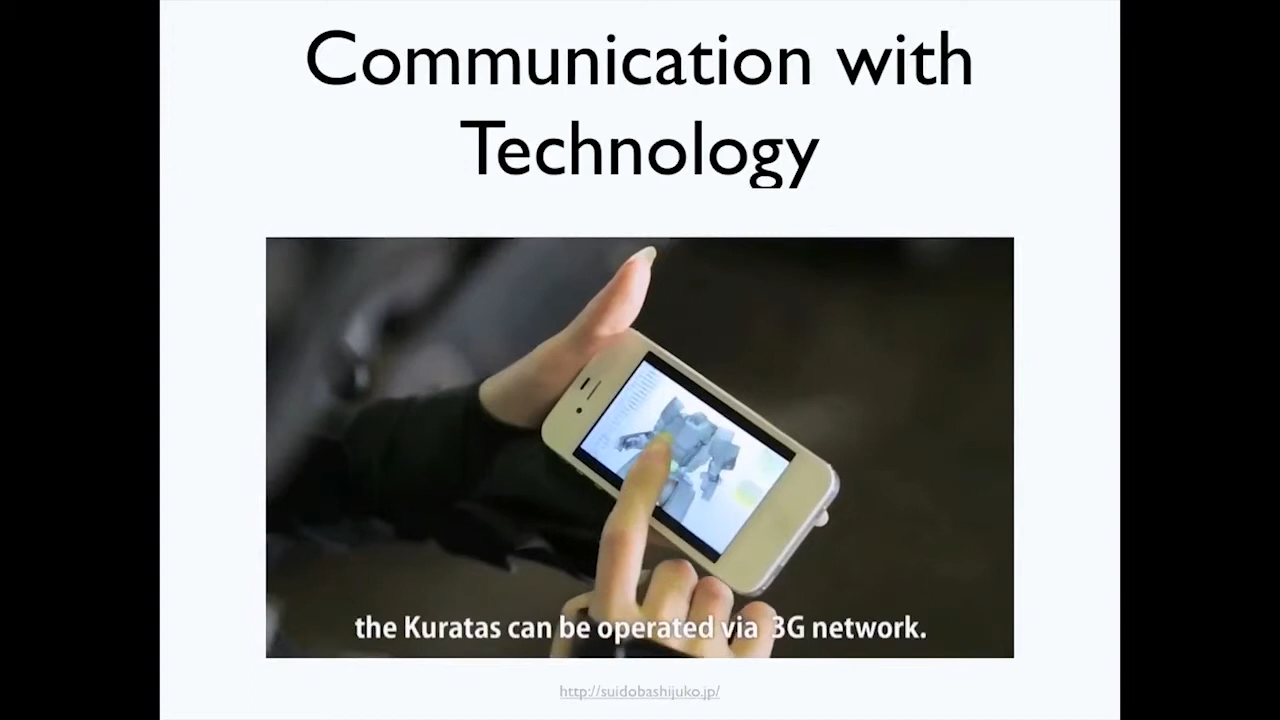 Communication with
Technology
the Kuratas can be operated via 3G network.
http://suidobashijuko.jp/